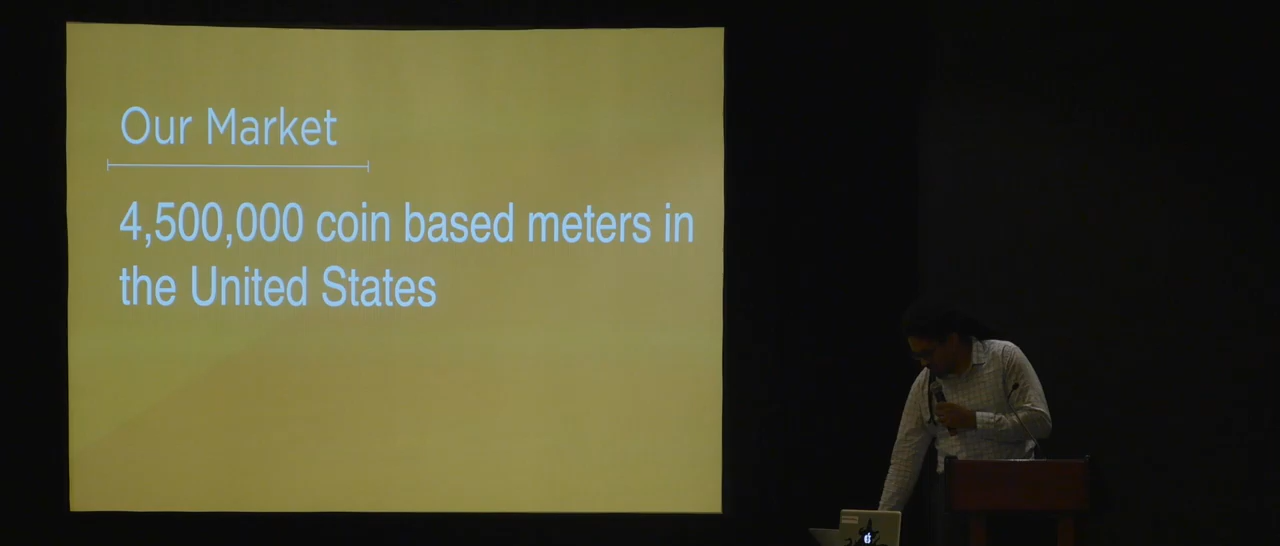 Our Market
4,500,000 coin based meters in
the United States